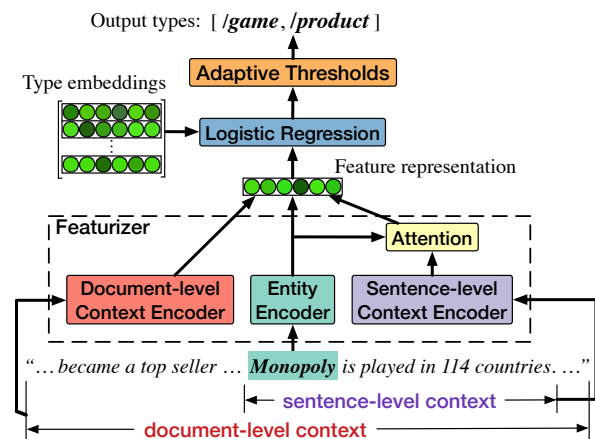 Output types: [ /game, /product ]
Adaptive Thresholds
Type embeddings
Logistic Regression
Feature representation
Featurizer
Attention
Document-level
Context Encoder
Entity
Encoder
Sentence-level
Context Encoder
“… became a top seller … Monopoly is played in 114 countries. …”
sentence-level context
document-level context